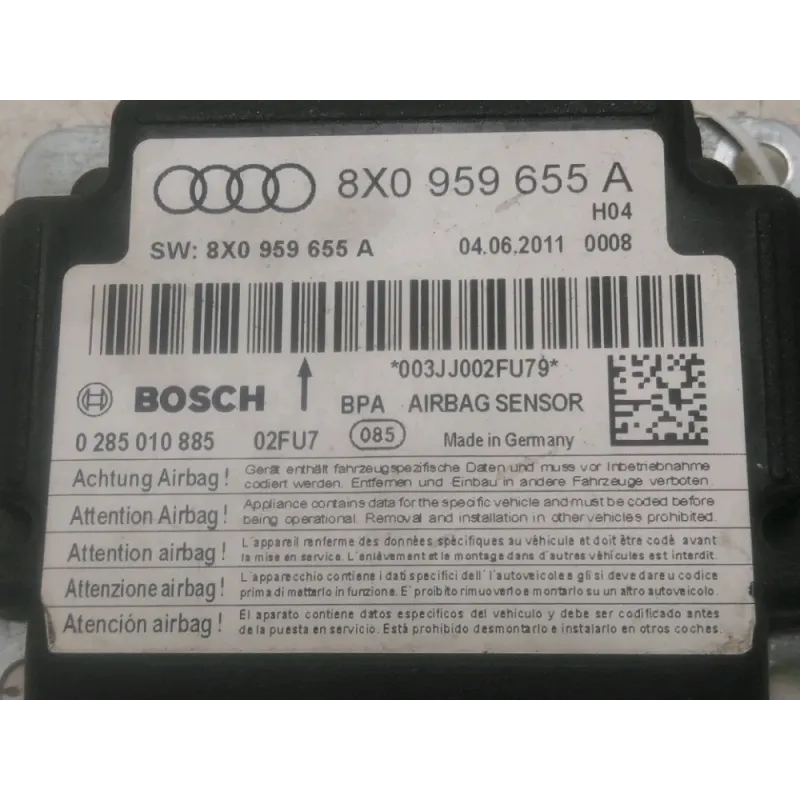 8X0 959 655 A
H04
SW: 8X0 959 655 A 04.06.2011 0008
*003JJ002FU79*
BOSCH BPA AIRBAG SENSOR
0 285 010 885 02FU7 085 Made in Germany
Achtung Airbag! Gerät enthält fahrzeugspezifische Daten und muss vor Inbetriebnahme
codiert werden. Entfernen und Einbau in andere Fahrzeuge verboten.
Attention Airbag! Appliance contains data for the specific vehicle and must be coded before
being operational. Removal and installation in other vehicles prohibited.
Attention airbag! L'appareil renferme des données spécifiques au véhicule et doit être codé avant
la mise en service. L'enlèvement et le montage dans d'autres véhicules est interdit.
Attenzione airbag! L'apparecchio contiene i dati specifici dell'l'autoveicolo e gli si deve dare u codice
prima di metterlo in funzione. E' proibito rimuoverlo e montarlo su un altro autoveicolo.
Atención airbag! El aparato contiene datos específicos del vehículo y debe ser codificado antes
de la puesta en servicio. Está prohibido desmontarlo e instalarlo en otros coches.